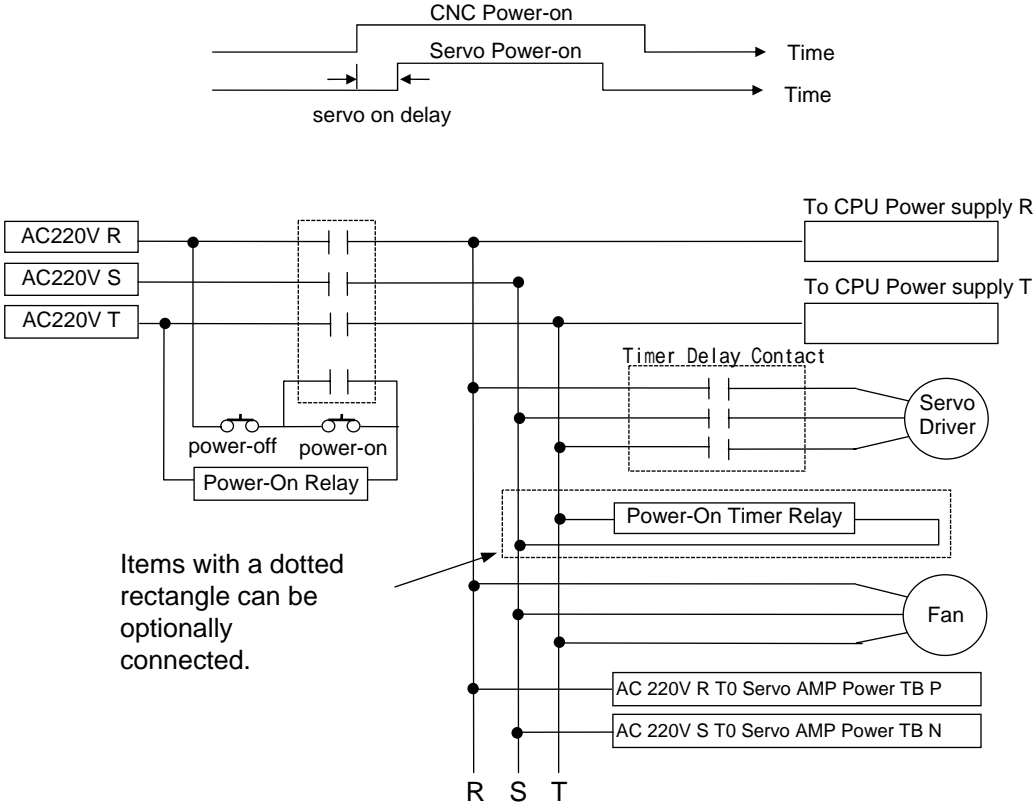 CNC Power-on
Time
Servo Power-on
Time
servo on delay
To CPU Power supply R
AC220V R
AC220V S
To CPU Power supply T
AC220V T
Timer Delay Contact
Servo
Driver
power-off
power-on
Power-On Relay
Power-On Timer Relay
Items with a dotted
rectangle can be
optionally
connected.
Fan
AC 220V R T0 Servo AMP Power TB P
AC 220V S T0 Servo AMP Power TB N
R S T